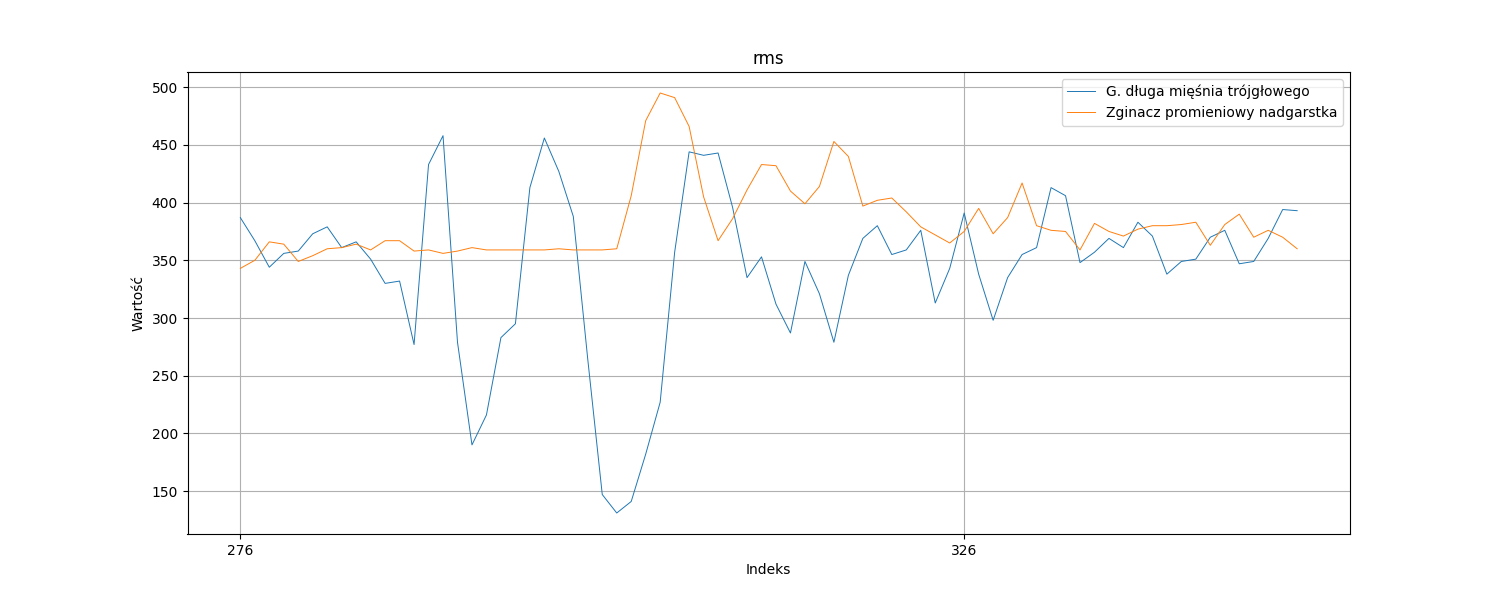 rms
G. długa mięśnia trójgłowego
Zginacz promieniowy nadgarstka
500
450
400
350
300
250
200
150
Wartość
276
326
Indeks